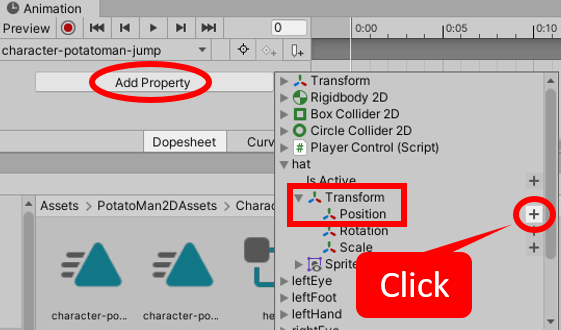 Animation
Preview
0
0:00
0:05
0:10
character-potatoman-jump
Add Property
Dopesheet
Curv
Transform
Rigidbody 2D
Box Collider 2D
Circle Collider 2D
# Player Control (Script)
hat
Is Active
Transform
Position
Rotation
Scale
Sprite
leftEye
leftFoot
leftHand
rightEye
Assets > PotatoMan2DAssets > Charac
character-po...
character-po...
he
Click